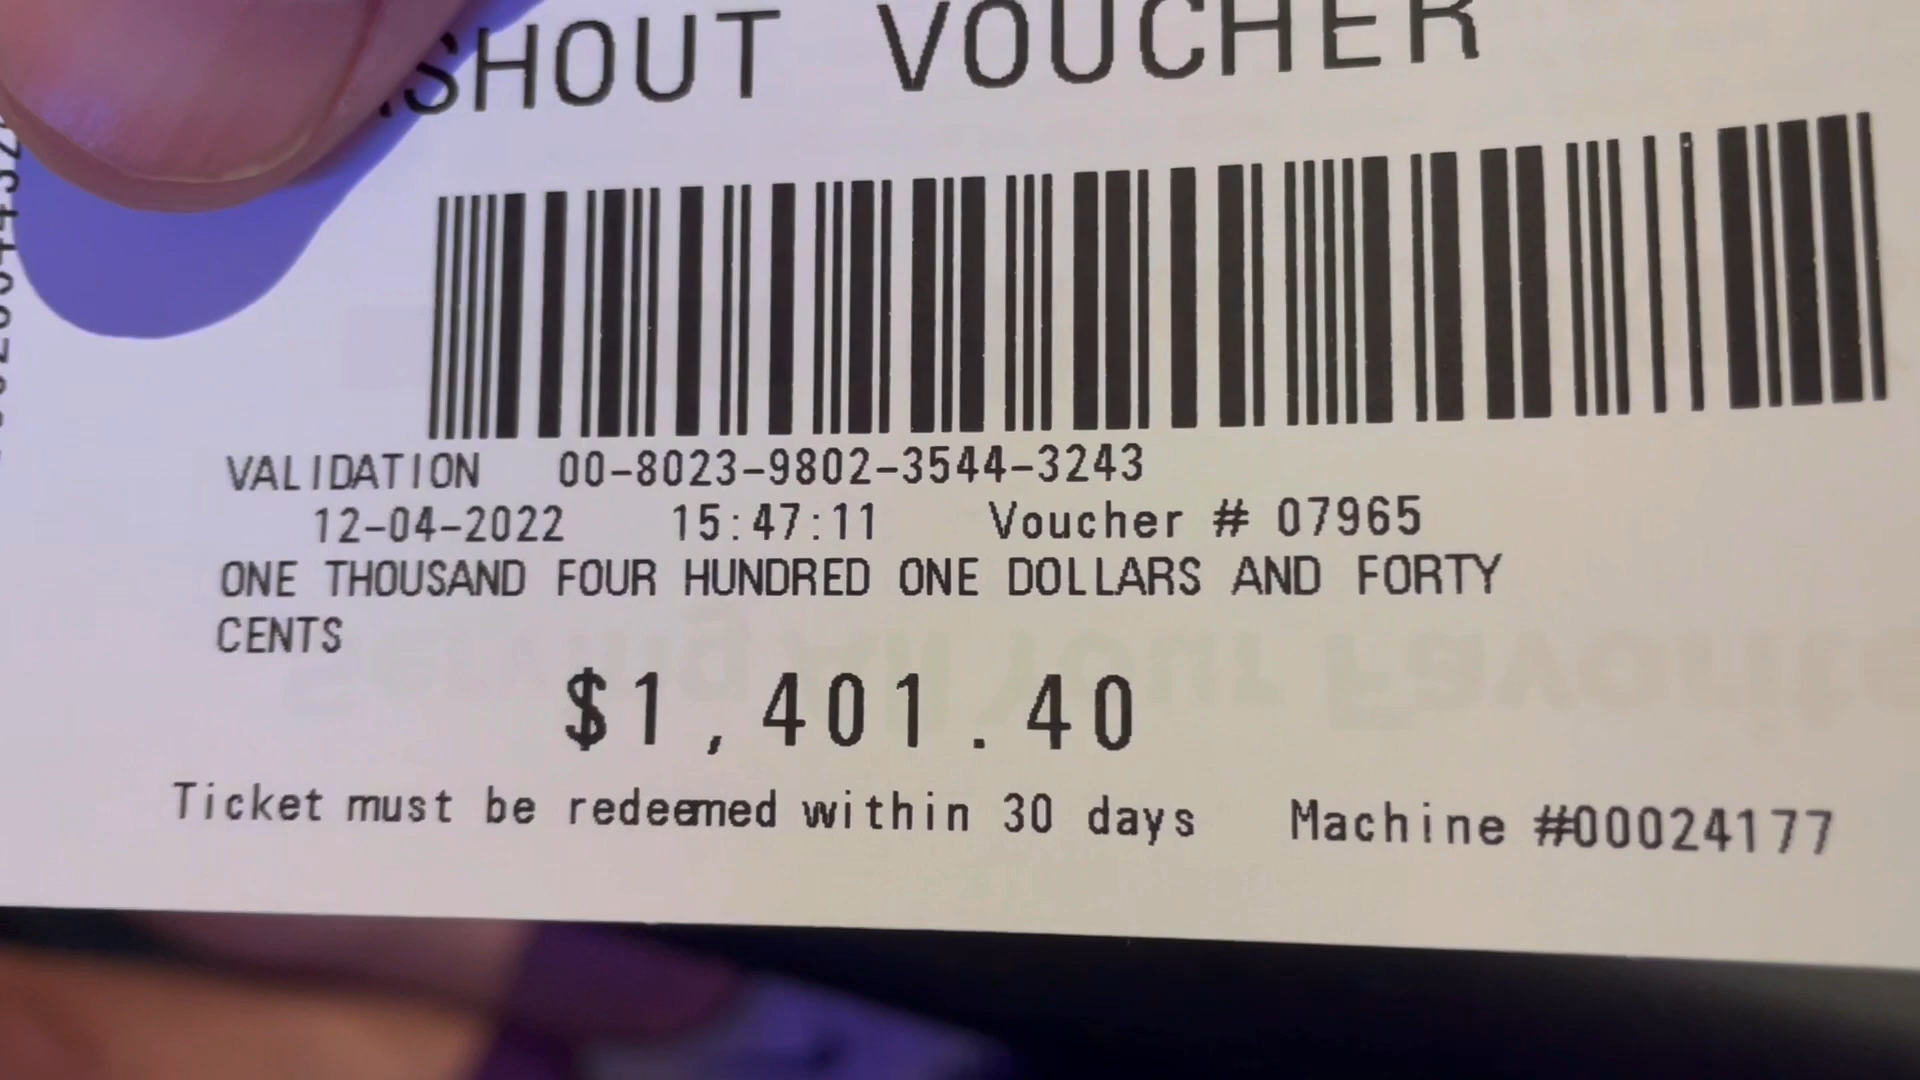 SHOUT VOUCHER
VALIDATION 00-8023-9802-3544-3243
12-04-2022 15:47:11 Voucher # 07965
ONE THOUSAND FOUR HUNDRED ONE DOLLARS AND FORTY
CENTS
$1,401.40
Ticket must be redeemed within 30 days Machine #00024177